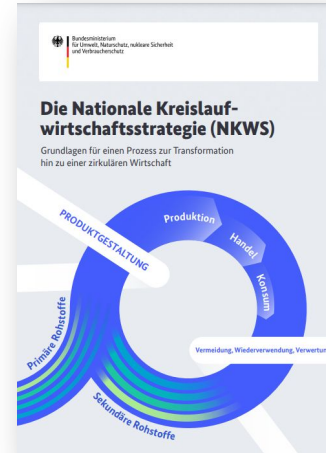 Bundesministerium
für Umwelt, Naturschutz, nukleare Sicherheit
und Verbraucherschutz
Die Nationale Kreislauf-
wirtschaftsstrategie (NKWS)
Grundlagen für einen Prozess zur Transformation
hin zu einer zirkulären Wirtschaft
PRODUKTGESTALTUNG
Produktion
Handel
Konsum
Vermeidung, Wiederverwendung, Verwertun
Primäre Rohstoffe
Sekundäre Rohstoffe